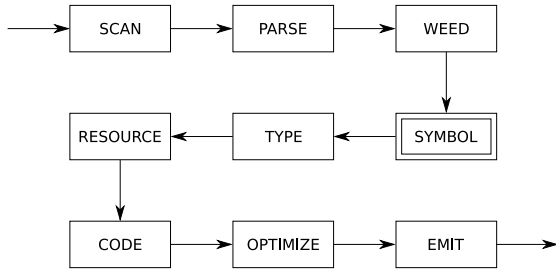 SCAN PARSE WEED
RESOURCE TYPE SYMBOL
CODE OPTIMIZE EMIT